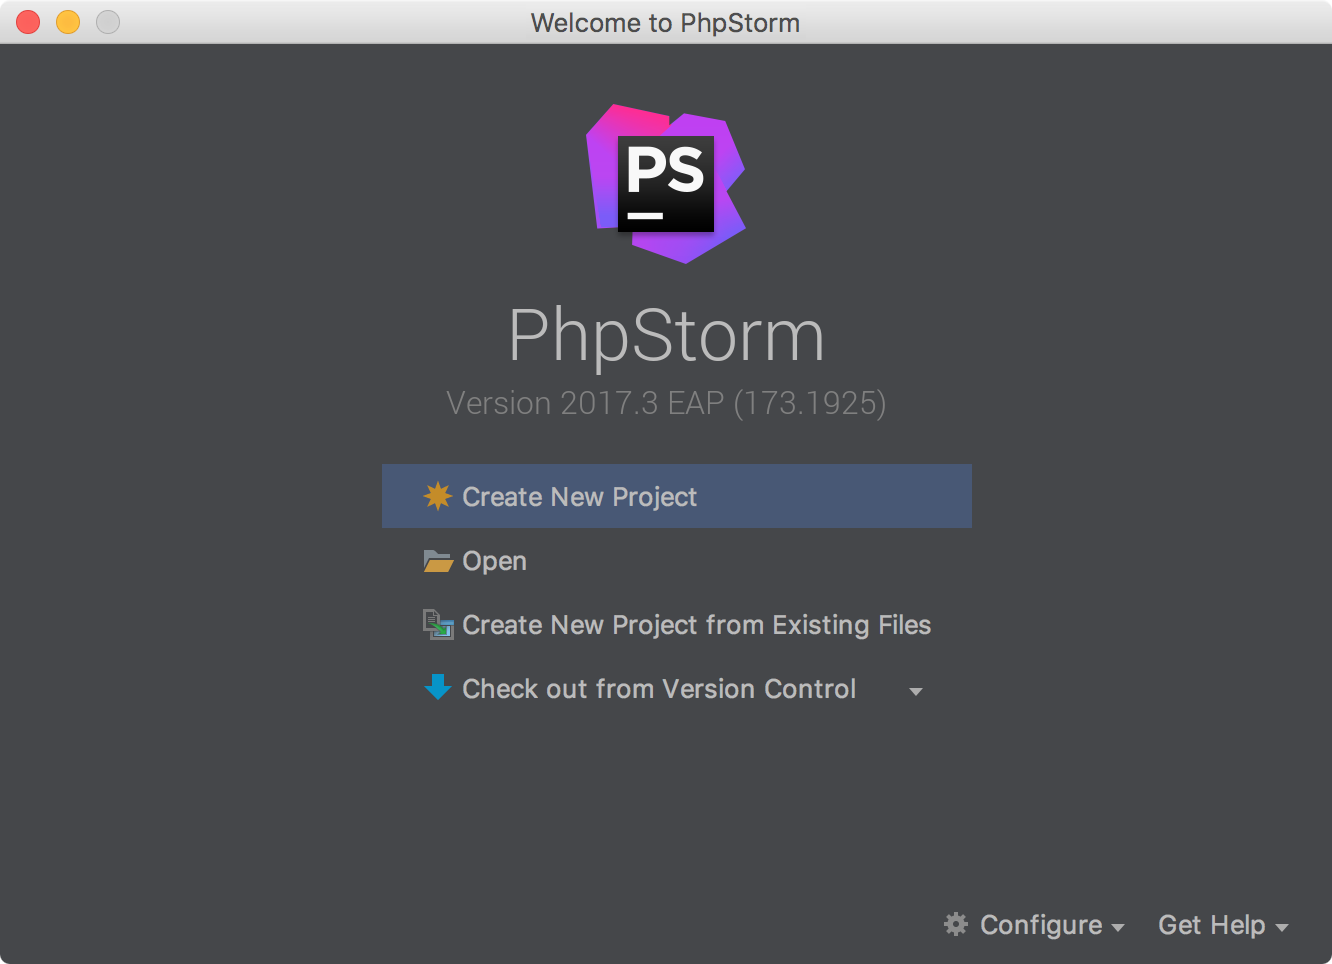 Welcome to PhpStorm
PS
PhpStorm
Version 2017.3 EAP (173.1925)
Create New Project
Open
Create New Project from Existing Files
Check out from Version Control
Configure
Get Help